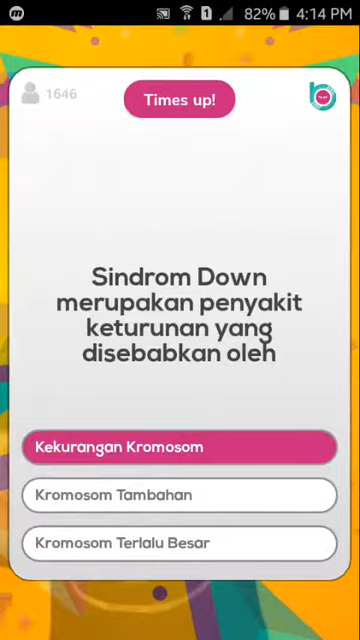 82% 4:14 PM
1646
Times up!
Sindrom Down
merupakan penyakit
keturunan yang
disebabkan oleh
Kekurangan Kromosom
Kromosom Tambahan
Kromosom Terlalu Besar